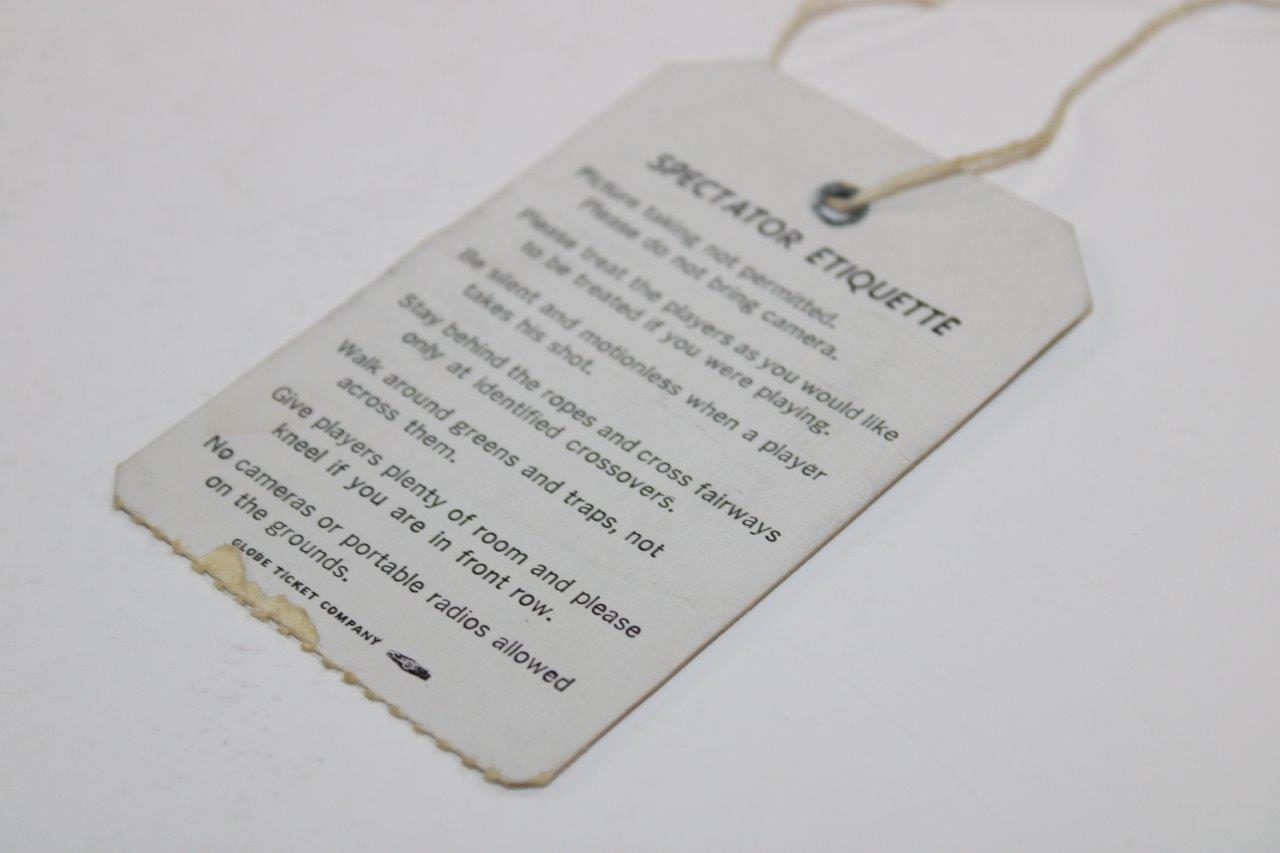 SPECTATOR ETIQUETTE
Picture taking not permitted.
Please do not bring camera.
Please treat the players as you would like
to be treated if you were playing.
Be silent and motionless when a player
takes his shot.
Stay behind the ropes and cross fairways
only at identified crossovers.
Walk around greens and traps, not
across them.
Give players plenty of room and please
kneel if you are in front row.
No cameras or portable radios allowed
on the grounds.
GLOBE TICKET COMPANY